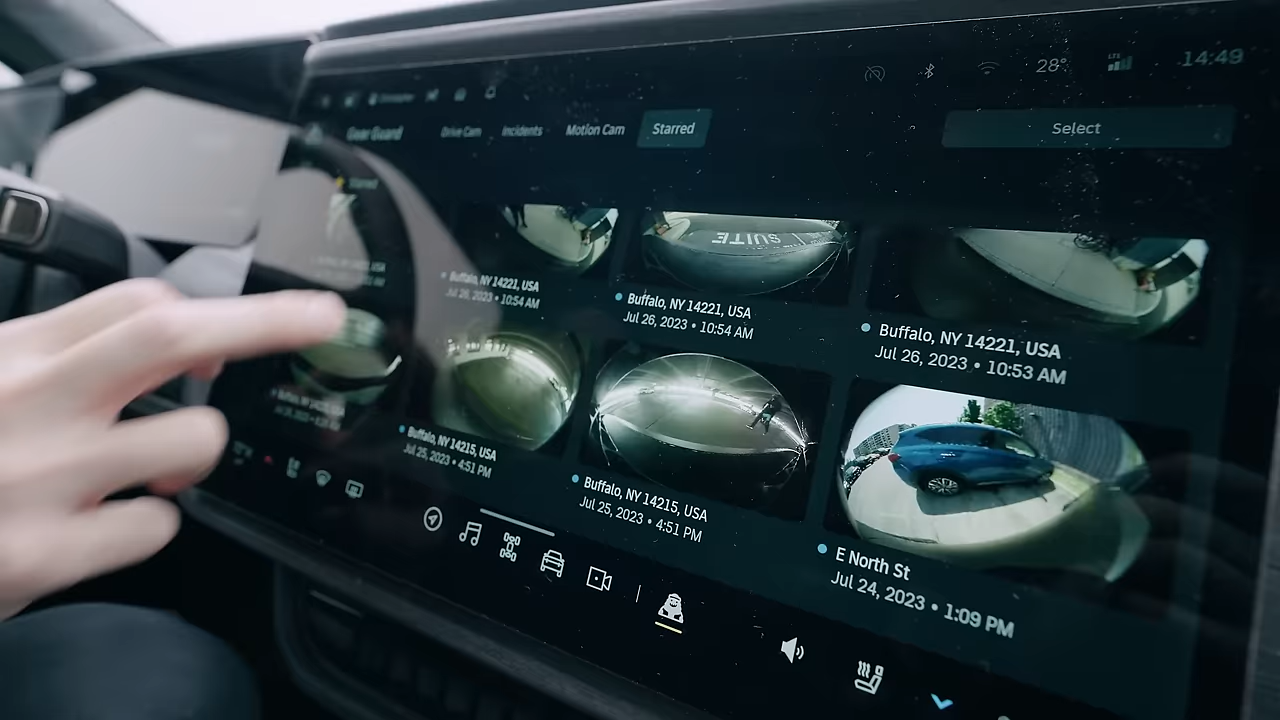 28° LTE 14:49
Gear Guard Drive Cam Incidents Motion Cam Starred Select
Starred
SUITE
Buffalo, NY 14221, USA
Jul 26, 2023 • 10:54 AM
Buffalo, NY 14221, USA
Jul 26, 2023 • 10:54 AM
Buffalo, NY 14221, USA
Jul 26, 2023 • 10:53 AM
Buffalo, NY 14215, USA
Jul 25, 2023 • 4:51 PM
Buffalo, NY 14215, USA
Jul 25, 2023 • 4:51 PM
E North St
Jul 24, 2023 • 1:09 PM